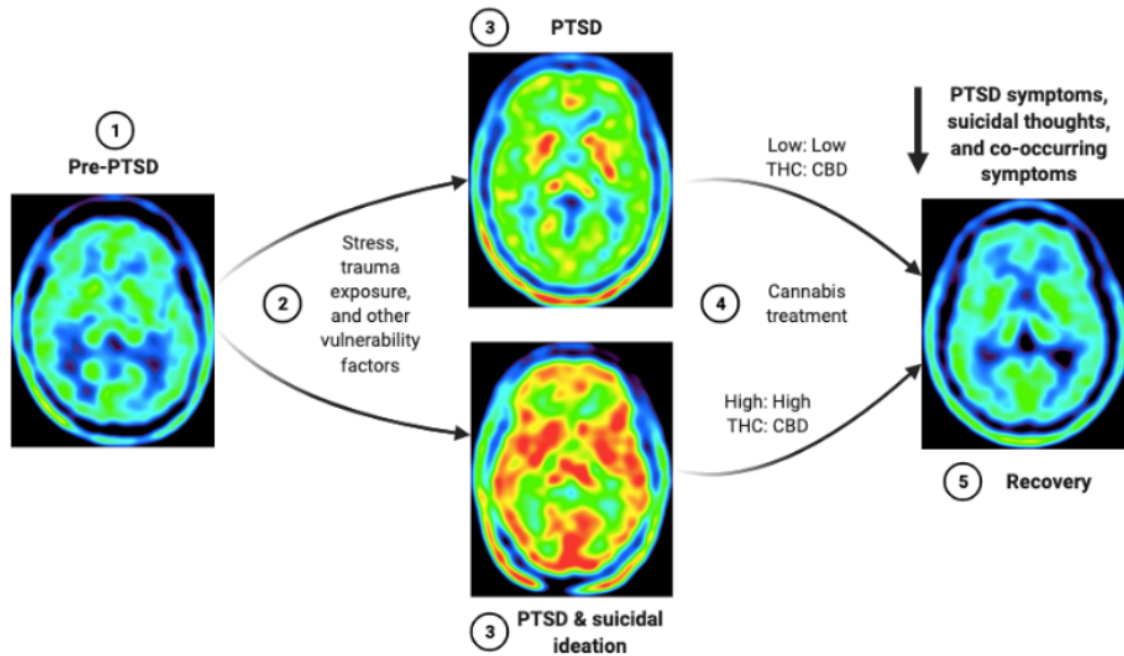 1
Pre-PTSD
2
Stress,
trauma
exposure,
and other
vulnerability
factors
3
PTSD
3
PTSD & suicidal
ideation
Low: Low
THC: CBD
4
Cannabis
treatment
High: High
THC: CBD
PTSD symptoms,
suicidal thoughts,
and co-occurring
symptoms
5
Recovery